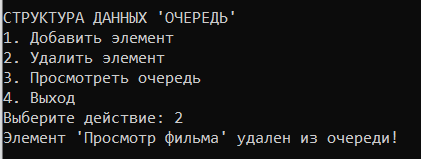 СТРУКТУРА ДАННЫХ 'ОЧЕРЕДЬ'
1. Добавить элемент
2. Удалить элемент
3. Просмотреть очередь
4. Выход
Выберите действие: 2
Элемент 'Просмотр фильма' удален из очереди!